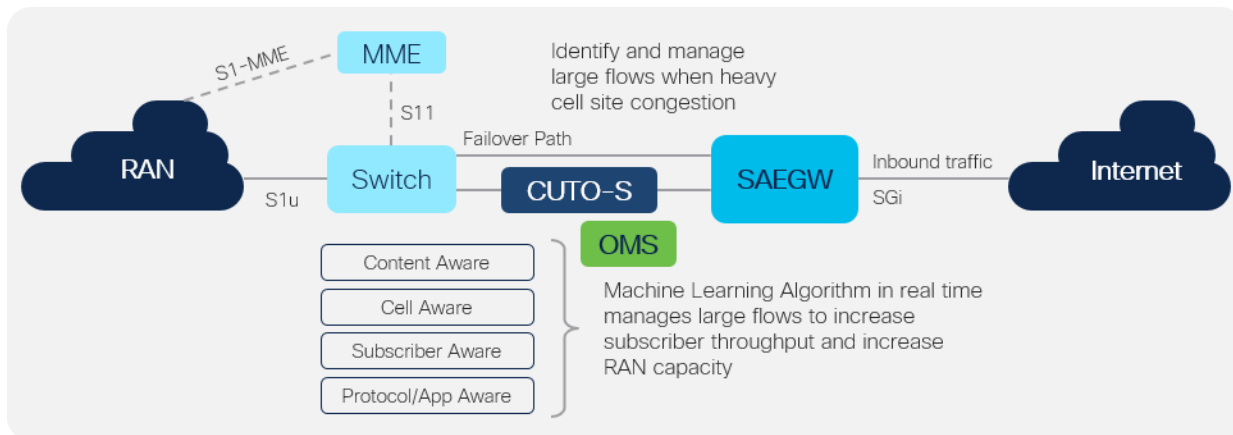 S1-MME
MME
Identify and manage
large flows when heavy
cell site congestion
S11
Failover Path
RAN
Switch
CUTO-S
SAEGW
Inbound traffic
SGi
Internet
S1u
OMS
Content Aware
Cell Aware
Subscriber Aware
Protocol/App Aware
Machine Learning Algorithm in real time
manages large flows to increase
subscriber throughput and increase
RAN capacity